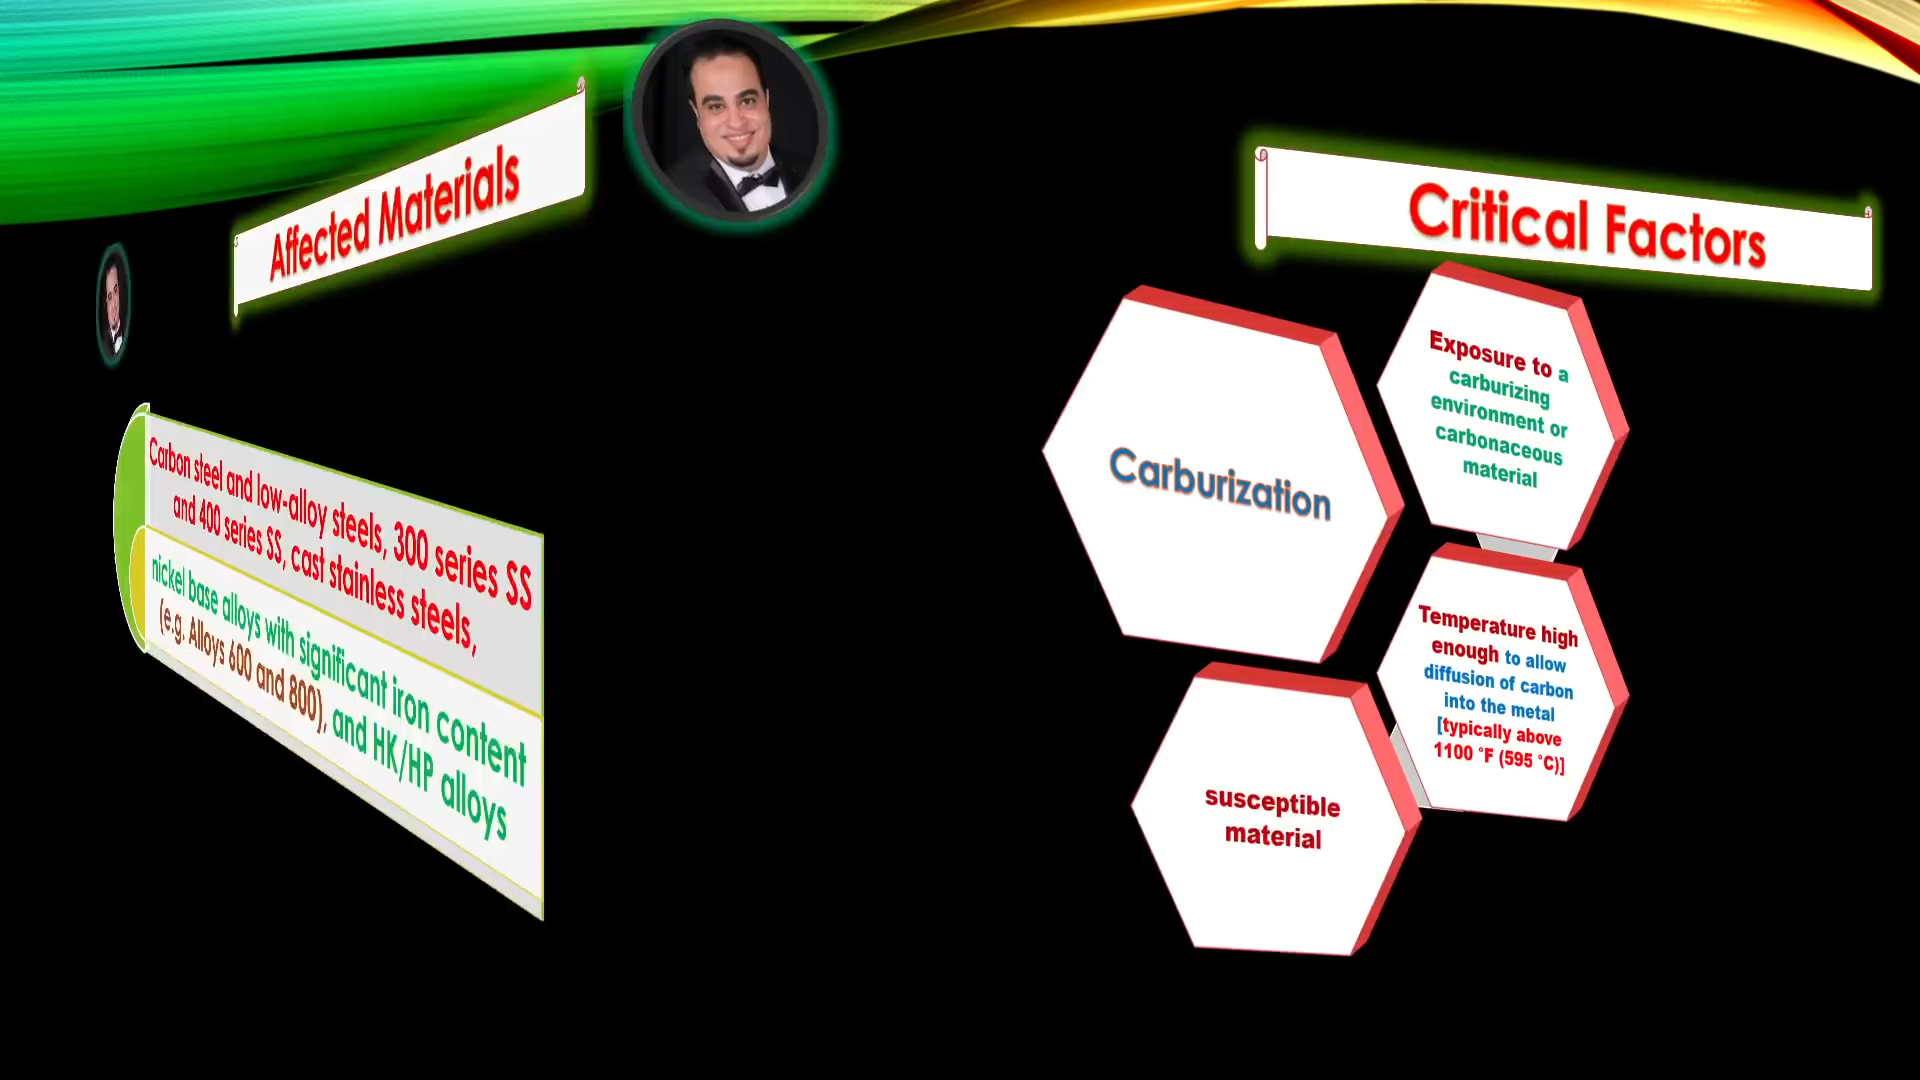 Affected Materials
Carbon steel and low-alloy steels, 300 series SS
and 400 series SS, cast stainless steels,
nickel base alloys with significant iron content
(e.g. Alloys 600 and 800), and HK/HP alloys
Critical Factors
Carburization
Exposure to a
carburizing
environment or
carbonaceous
material
Temperature high
enough to allow
diffusion of carbon
into the metal
[typically above
1100 °F (595 °C)]
susceptible
material